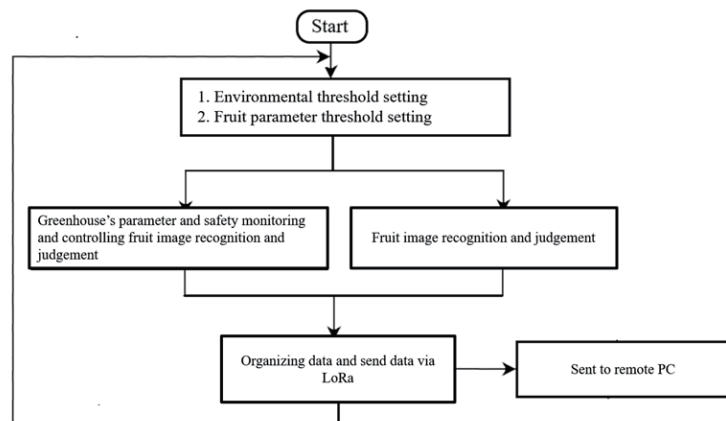 Start
1. Environmental threshold setting
2. Fruit parameter threshold setting
Greenhouse’s parameter and safety monitoring
and controlling fruit image recognition and
judgement
Fruit image recognition and judgement
Organizing data and send data via
LoRa
Sent to remote PC